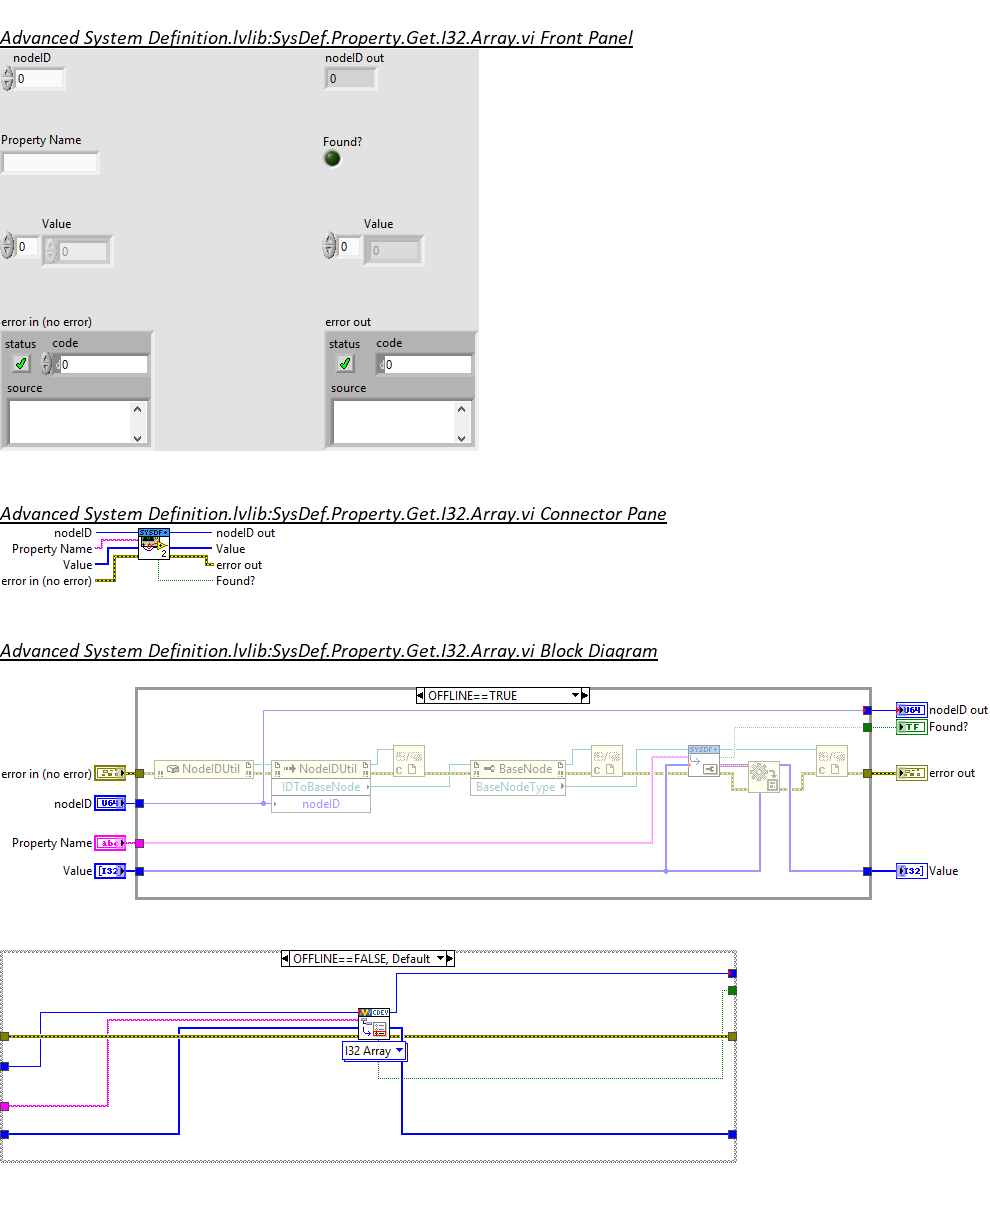 Advanced System Definition.lvlib:SysDef.Property.Get.I32.Array.vi Front Panel
nodeID nodeID out
0 0
Property Name Found?
Value Value
0 0 0 0
error in (no error) error out
status code status code
0 0
source source
Advanced System Definition.lvlib:SysDef.Property.Get.I32.Array.vi Connector Pane
nodeID SYSDF+ nodeID out
Property Name Value
Value 2 error out
error in (no error) Found?
Advanced System Definition.lvlib:SysDef.Property.Get.I32.Array.vi Block Diagram
OFFLINE==TRUE
U64 nodeID out
TF Found?
SYSDF+
error in (no error) NodeIDUtil NodeIDUtil BaseNode error out
IDToBaseNode BaseNodeType
nodeID U64 nodeID
Property Name abc
Value [I32] [I32] Value
OFFLINE==FALSE, Default
CDEV
I32 Array